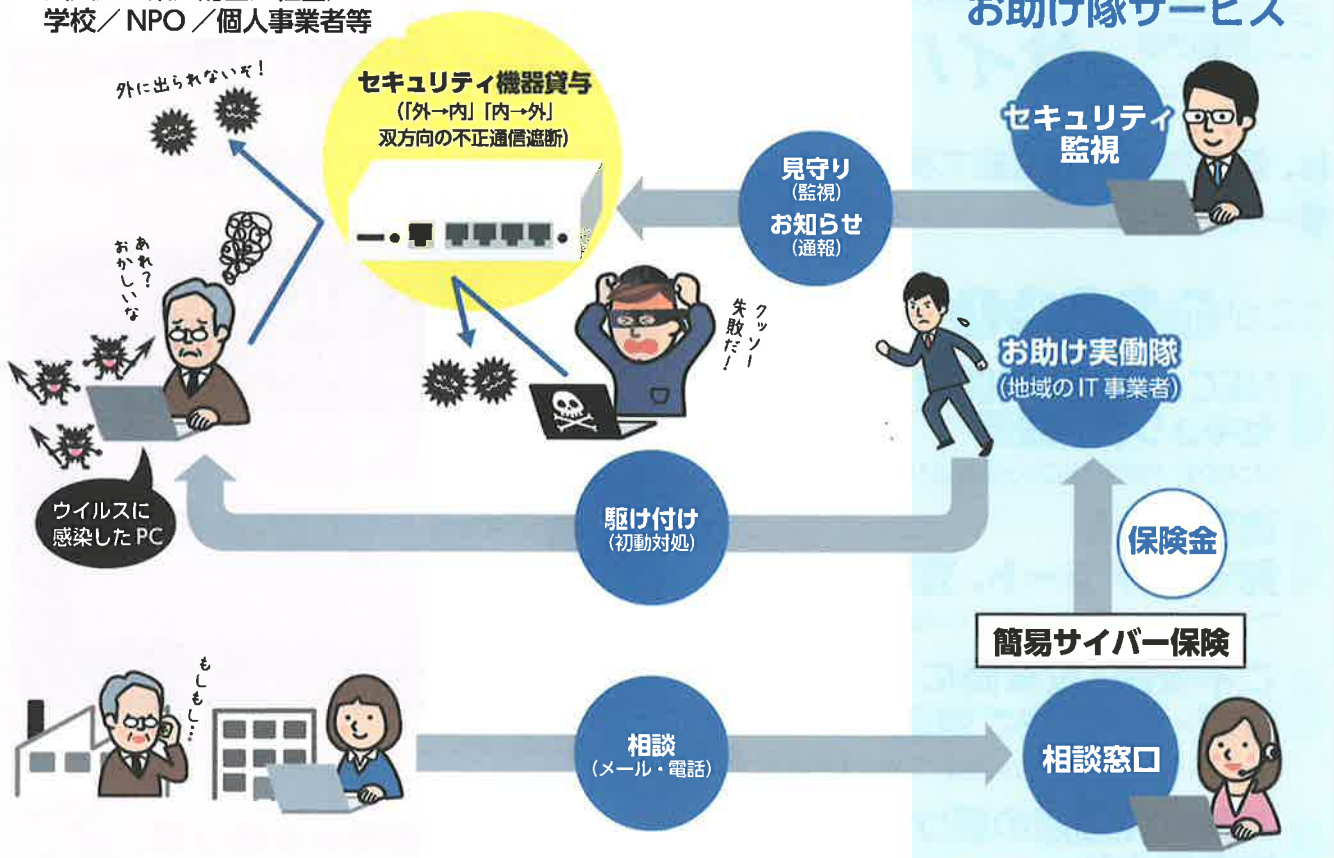 学校／NPO／個人事業者等
お助け隊サービス
外に出られないぞ！
セキュリティ機器貸与
（「外→内」「内→外」
双方向の不正通信遮断）
見守り
（監視）
お知らせ
（通報）
セキュリティ
監視
あれ？
おかしいな
クッソー
失敗だ！
お助け実働隊
（地域のIT事業者）
ウイルスに
感染したPC
駆け付け
（初動対処）
保険金
簡易サイバー保険
もしもし…
相談
（メール・電話）
相談窓口